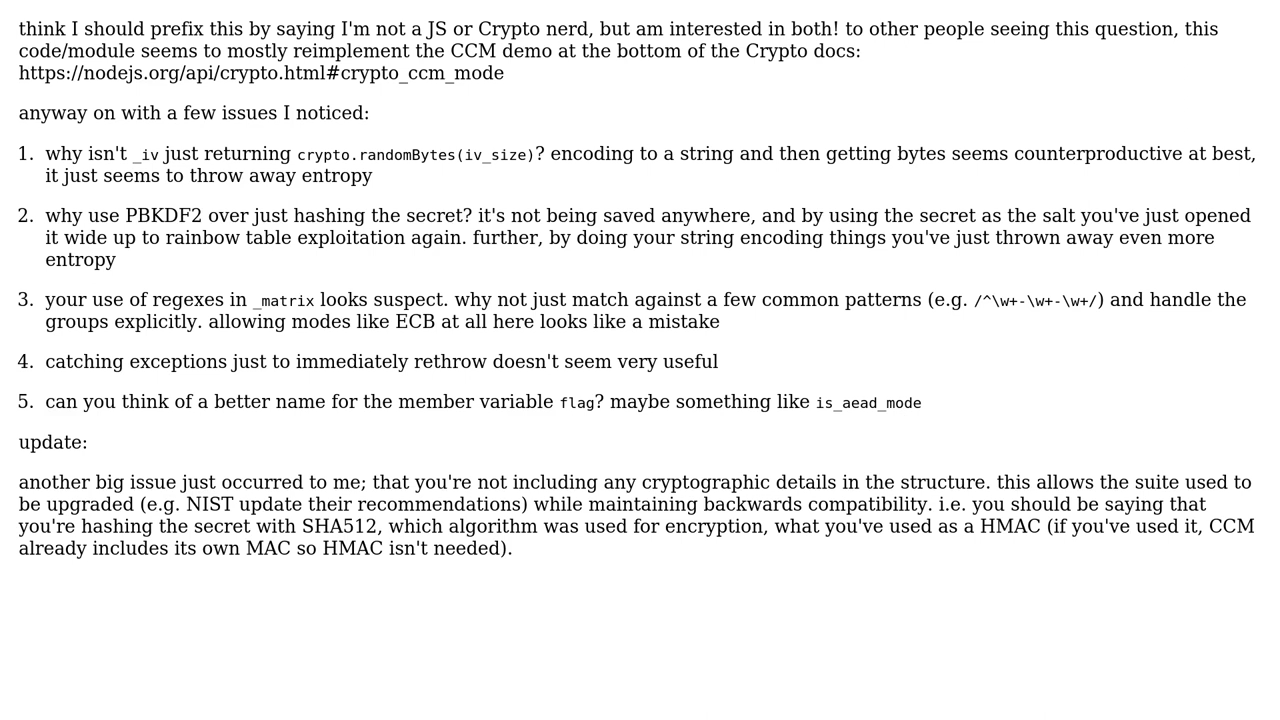 think I should prefix this by saying I'm not a JS or Crypto nerd, but am interested in both! to other people seeing this question, this
code/module seems to mostly reimplement the CCM demo at the bottom of the Crypto docs:
https://nodejs.org/api/crypto.html#crypto_ccm_mode
anyway on with a few issues I noticed:
1. why isn't _iv just returning crypto.randomBytes(iv_size)? encoding to a string and then getting bytes seems counterproductive at best,
it just seems to throw away entropy
2. why use PBKDF2 over just hashing the secret? it's not being saved anywhere, and by using the secret as the salt you've just opened
it wide up to rainbow table exploitation again. further, by doing your string encoding things you've just thrown away even more
entropy
3. your use of regexes in _matrix looks suspect. why not just match against a few common patterns (e.g. /^\w+-\w+-\w+/) and handle the
groups explicitly. allowing modes like ECB at all here looks like a mistake
4. catching exceptions just to immediately rethrow doesn't seem very useful
5. can you think of a better name for the member variable flag? maybe something like is_aead_mode
update:
another big issue just occurred to me; that you're not including any cryptographic details in the structure. this allows the suite used to
be upgraded (e.g. NIST update their recommendations) while maintaining backwards compatibility. i.e. you should be saying that
you're hashing the secret with SHA512, which algorithm was used for encryption, what you've used as a HMAC (if you've used it, CCM
already includes its own MAC so HMAC isn't needed).